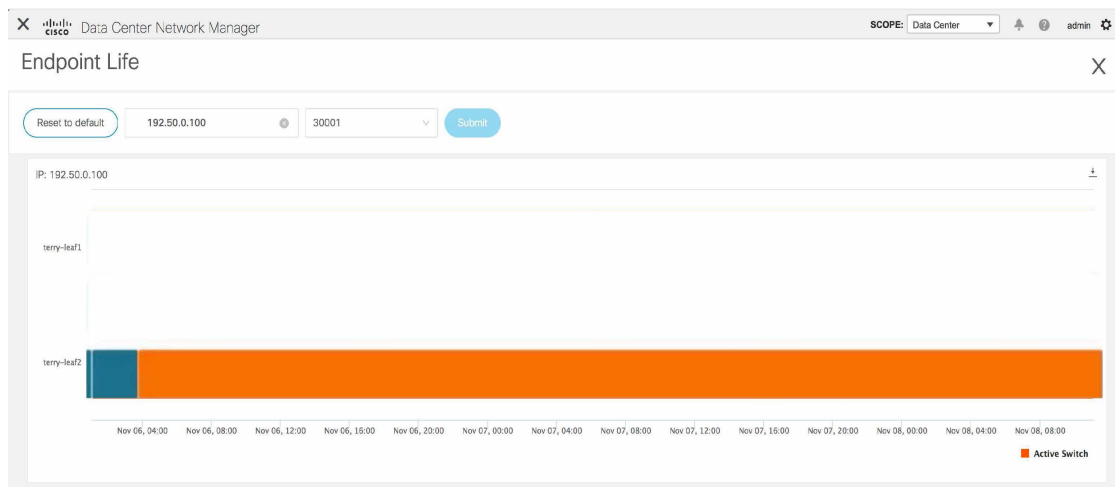 X cisco Data Center Network Manager SCOPE: Data Center admin
Endpoint Life X
Reset to default 192.50.0.100 30001 Submit
IP: 192.50.0.100
terry-leaf1
terry-leaf2
Nov 06, 04:00 Nov 06, 08:00 Nov 06, 12:00 Nov 06, 16:00 Nov 06, 20:00 Nov 07, 00:00 Nov 07, 04:00 Nov 07, 08:00 Nov 07, 12:00 Nov 07, 16:00 Nov 07, 20:00 Nov 08, 00:00 Nov 08, 04:00 Nov 08, 08:00
Active Switch